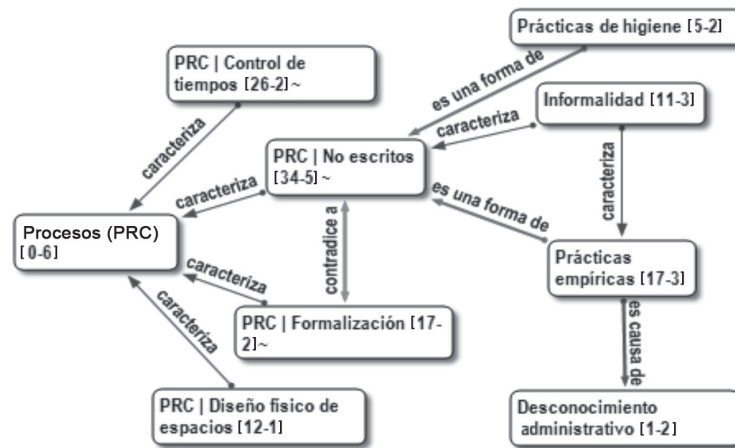 Prácticas de higiene [5-2]
PRC | Control de
tiempos [26-2]~
es una forma de
Informalidad [11-3]
caracteriza
caracteriza
PRC | No escritos
[34-5]~
caracteriza
caracteriza
es una forma de
Procesos (PRC)
[0-6]
contradice a
Prácticas
empíricas [17-3]
caracteriza
caracteriza
PRC | Formalización [17-
2]~
es causa de
PRC | Diseño fisico de
espacios [12-1]
Desconocimiento
administrativo [1-2]